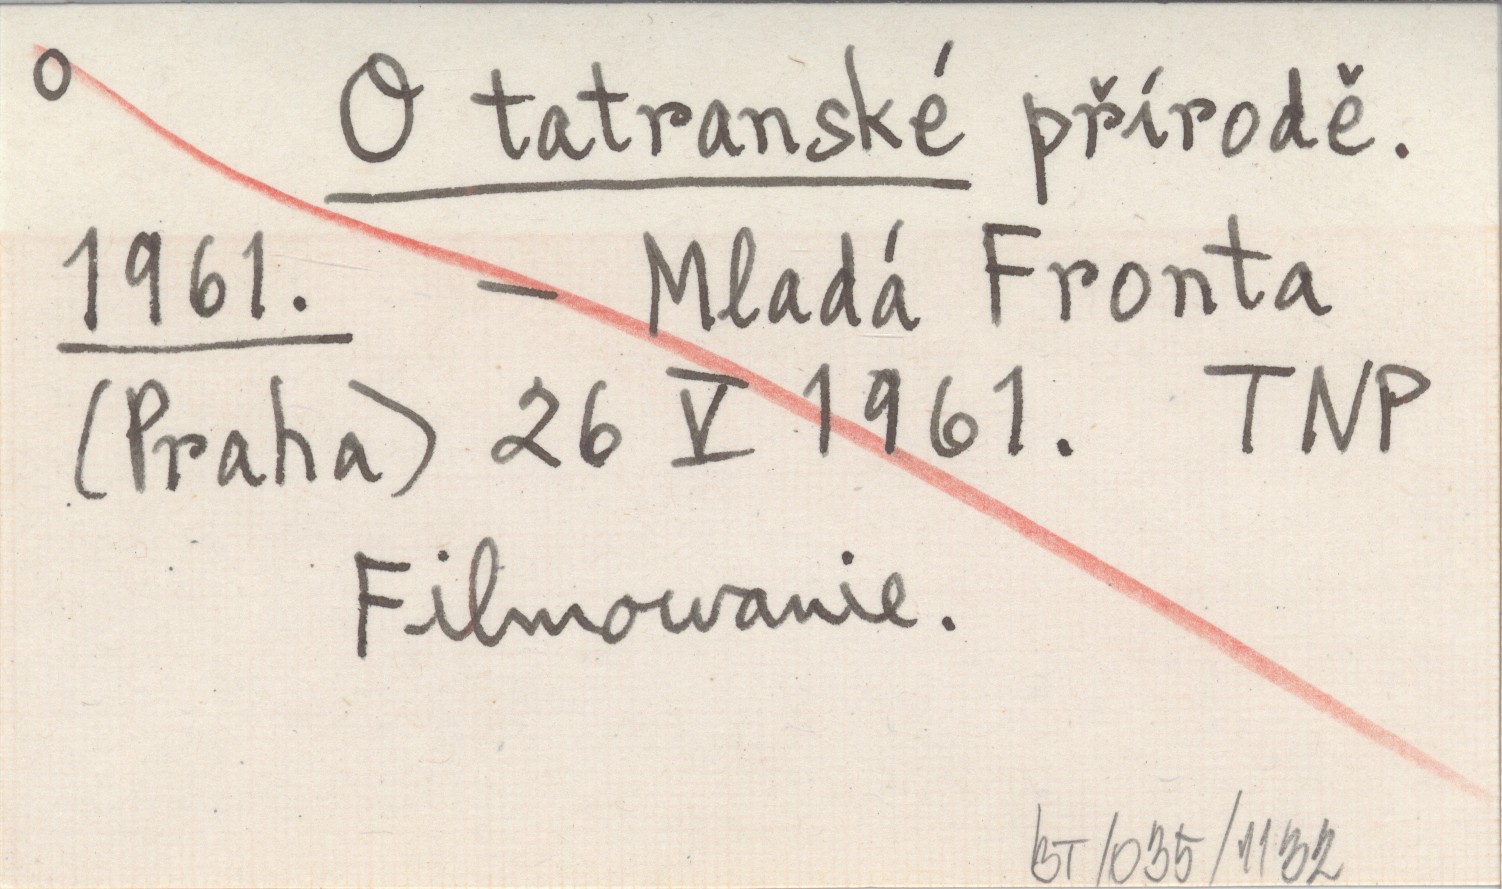 O O tatranské přírodě.
1961. — Mladá Fronta
(Praha) 26 V 1961. TNP
Filmowanie.
BT/035/1132